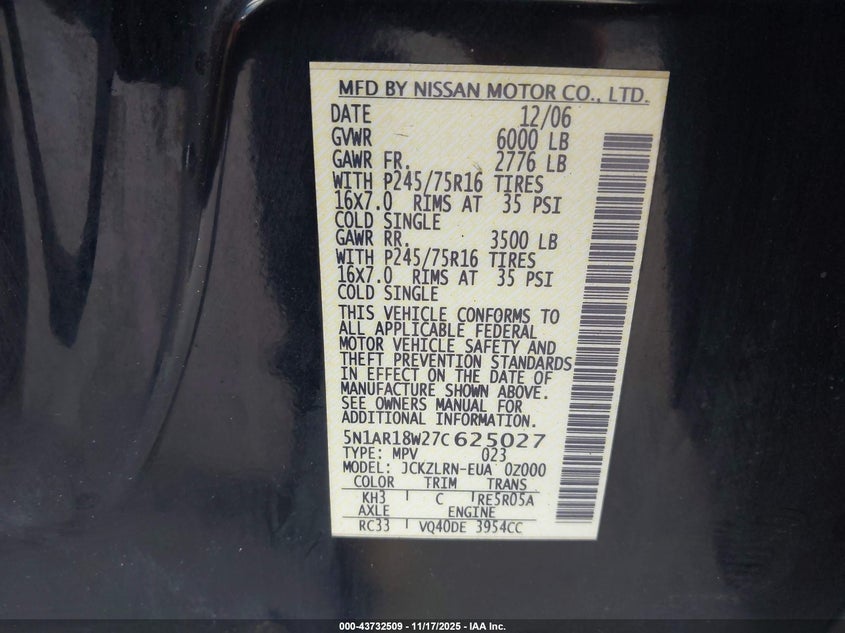 MFD BY NISSAN MOTOR CO., LTD.
DATE 12/06
GVWR 6000 LB
GAWR FR. 2776 LB
WITH P245/75R16 TIRES
16X7.0 RIMS AT 35 PSI
COLD SINGLE
GAWR RR. 3500 LB
WITH P245/75R16 TIRES
16X7.0 RIMS AT 35 PSI
COLD SINGLE
THIS VEHICLE CONFORMS TO
ALL APPLICABLE FEDERAL
MOTOR VEHICLE SAFETY AND
THEFT PREVENTION STANDARDS
IN EFFECT ON THE DATE OF
MANUFACTURE SHOWN ABOVE.
SEE OWNERS MANUAL FOR
ADDITIONAL INFORMATION.
5N1AR18W27C625027
TYPE: MPV 023
MODEL: JCKZLRN-EUA 0Z000
COLOR TRIM TRANS
KH3 C RE5R05A
AXLE ENGINE
RC33 VQ40DE 3954CC
000-43732509 - 11/17/2025 - IAA Inc.